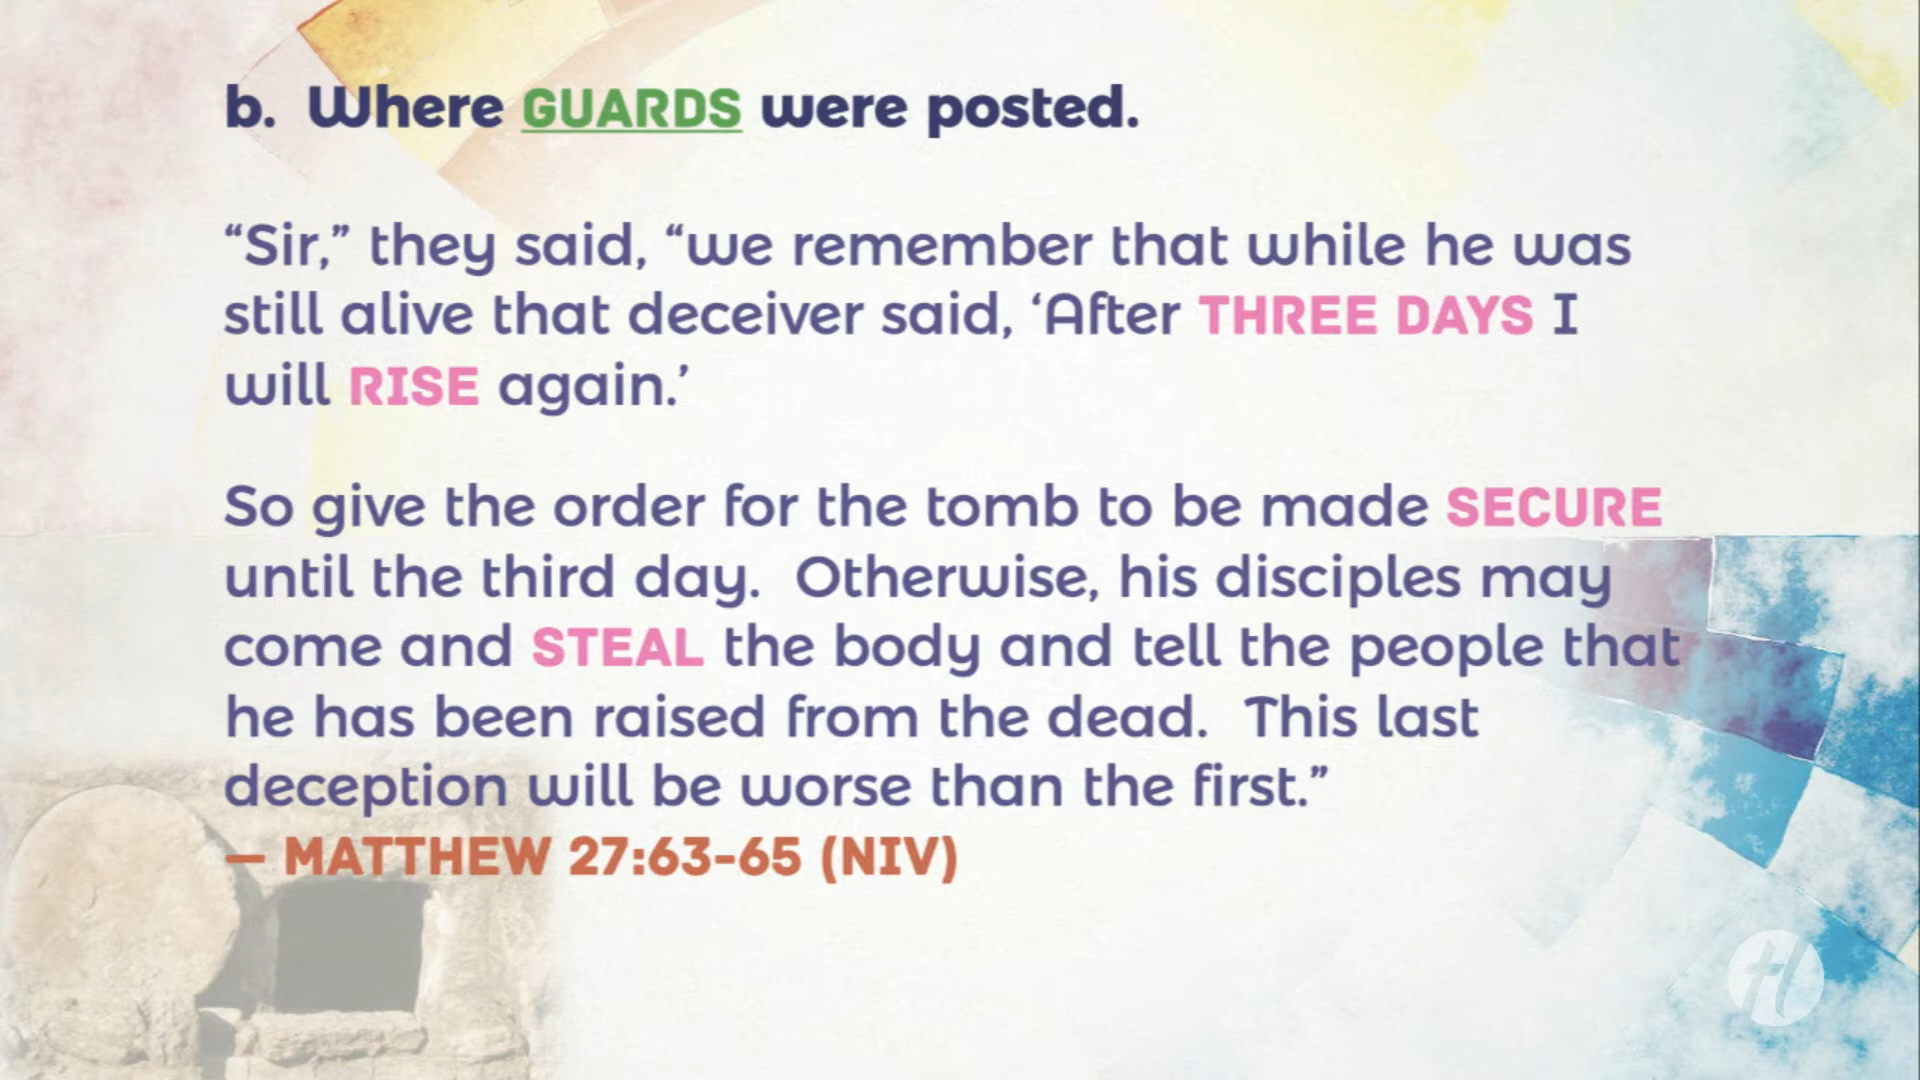 b. Where GUARDS were posted.
“Sir,” they said, “we remember that while he was
still alive that deceiver said, ‘After THREE DAYS I
will RISE again.’
So give the order for the tomb to be made SECURE
until the third day. Otherwise, his disciples may
come and STEAL the body and tell the people that
he has been raised from the dead. This last
deception will be worse than the first.”
— MATTHEW 27:63-65 (NIV)